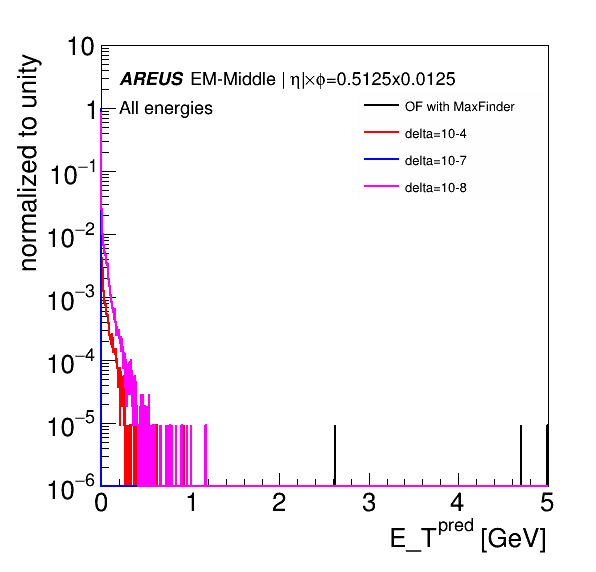 normalized to unity
10
1
10−1
10−2
10−3
10−4
10−5
10−6
AREUS EM-Middle | η|×ϕ=0.5125x0.0125
All energies
OF with MaxFinder
delta=10-4
delta=10-7
delta=10-8
0 1 2 3 4 5
E_Tpred [GeV]